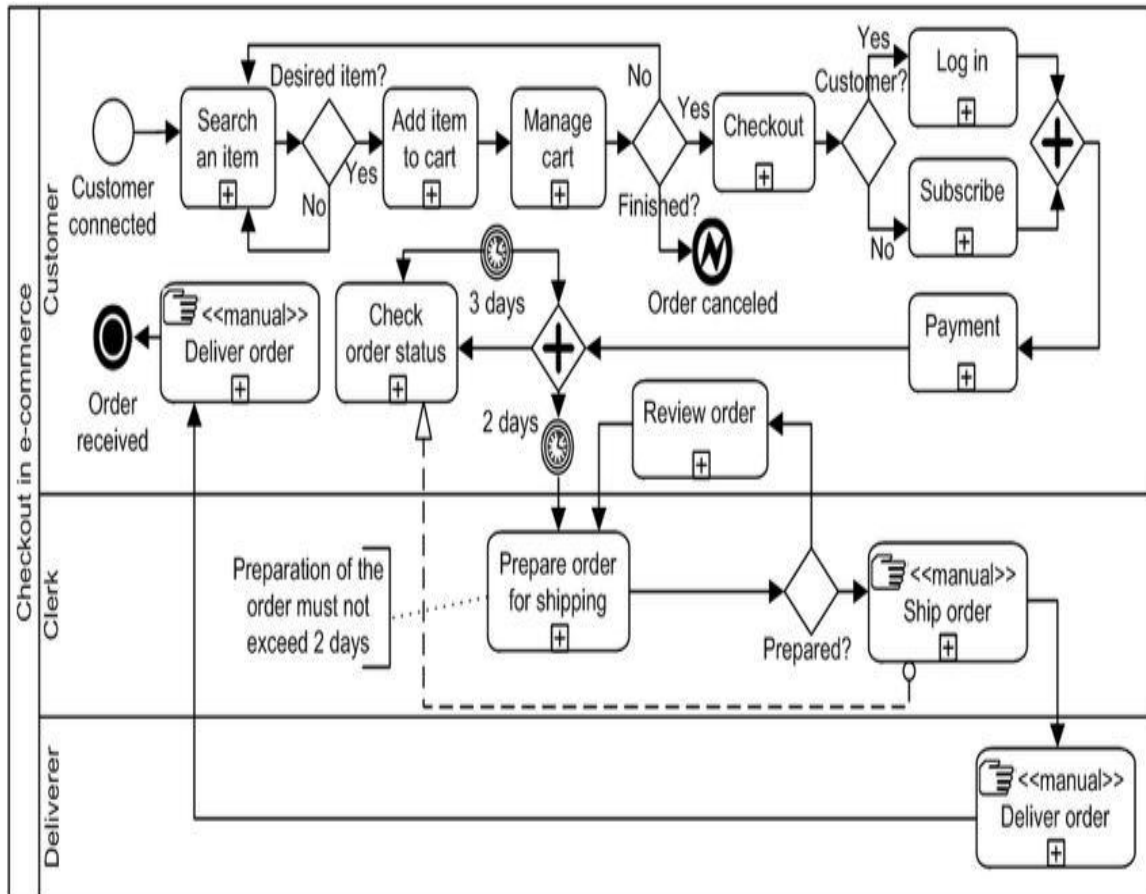 Checkout in e-commerce
Customer
Customer
connected
Search
an item
Desired item?
Yes
No
Add item
to cart
Manage
cart
No
Yes
Finished?
Order canceled
Checkout
Customer?
Yes
No
Log in
Subscribe
Payment
3 days
2 days
Check
order status
<<manual>>
Deliver order
Order
received
Review order
Clerk
Preparation of the
order must not
exceed 2 days
Prepare order
for shipping
Prepared?
<<manual>>
Ship order
Deliverer
<<manual>>
Deliver order